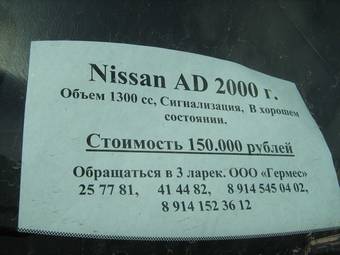 Nissan AD 2000 г.
Объем 1300 сс, Сигнализация, В хорошем
состоянии.
Стоимость 150.000 рублей
Обращаться в 3 ларек. ООО «Гермес»
25 77 81, 41 44 82, 8 914 545 04 02,
8 914 152 36 12